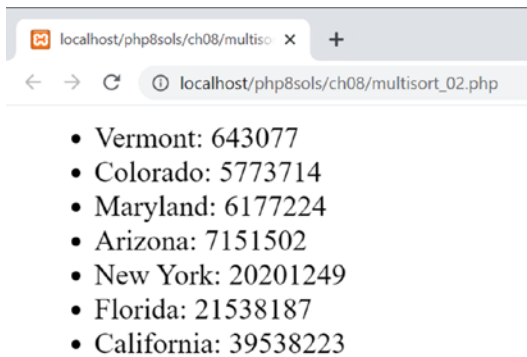 localhost/php8sols/ch08/multiso
localhost/php8sols/ch08/multisort_02.php
• Vermont: 643077
• Colorado: 5773714
• Maryland: 6177224
• Arizona: 7151502
• New York: 20201249
• Florida: 21538187
• California: 39538223